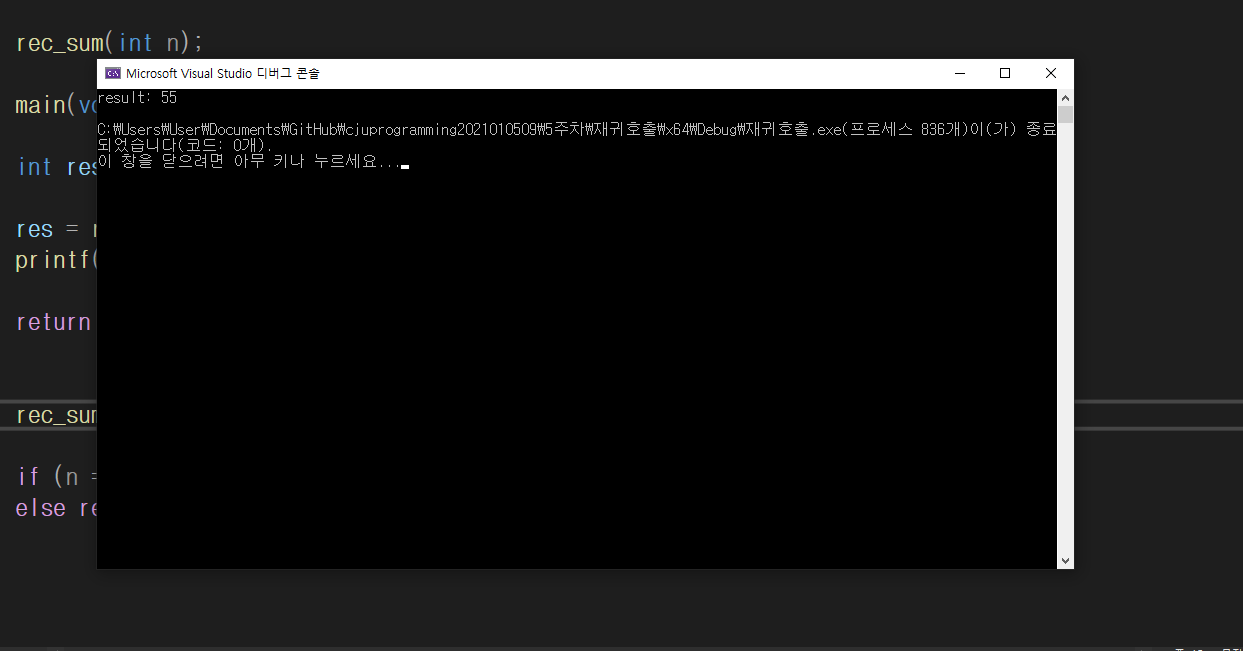 rec_sum(int n);
Microsoft Visual Studio 디버그 콘솔
main(vo
result: 55
C:₩Users₩User₩Documents₩GitHub₩cjuprogramming2021010509₩5주차₩재귀호출₩x64₩Debug₩재귀호출.exe(프로세스 836개)이(가) 종료
되었습니다(코드: 0개).
이 창을 닫으려면 아무 키나 누르세요...
int res
res =
printf(
return
rec_sum
if (n =
else re